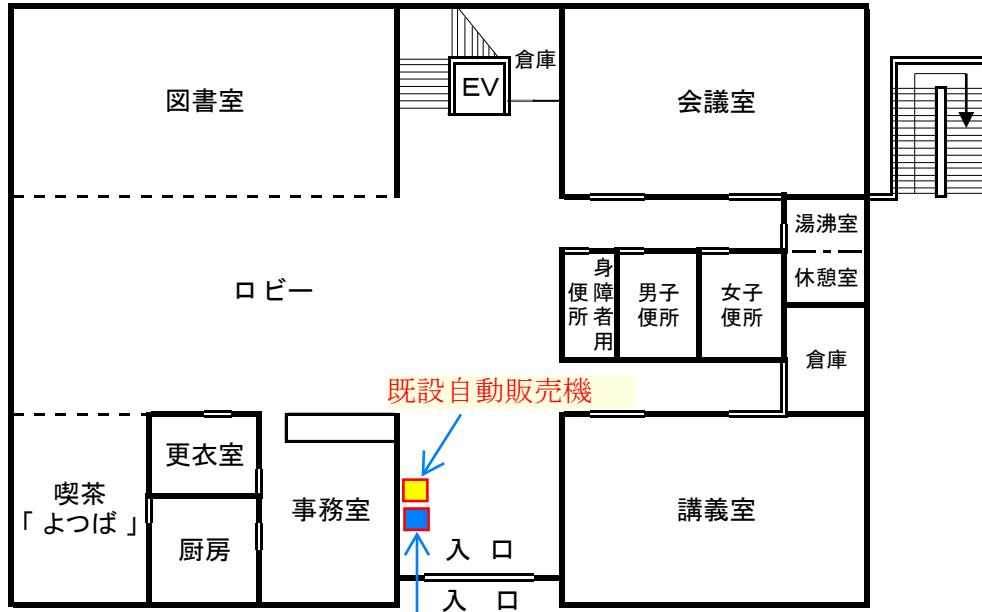 倉庫
図書室
EV
会議室
湯沸室
休憩室
身障者用
便所
男子
便所
女子
便所
ロビー
倉庫
既設自動販売機
更衣室
喫茶
「よつば」
事務室
講義室
厨房
入口
入口